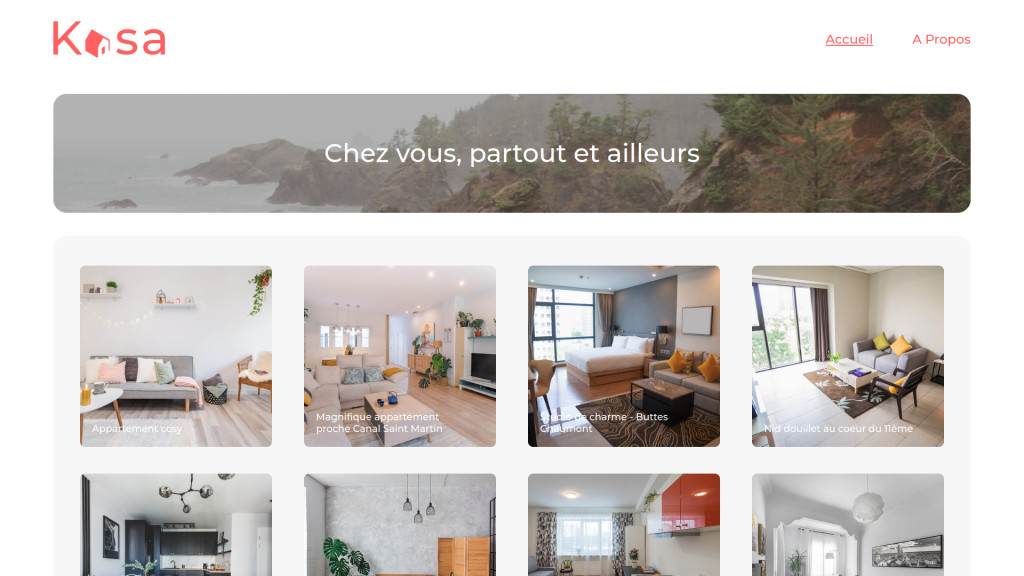 Kasa
Accueil
A Propos
Chez vous, partout et ailleurs
Appartement cosy
Magnifique appartement
proche Canal Saint Martin
Studio de charme - Buttes
Chaumont
Nid douillet au coeur du 11ème